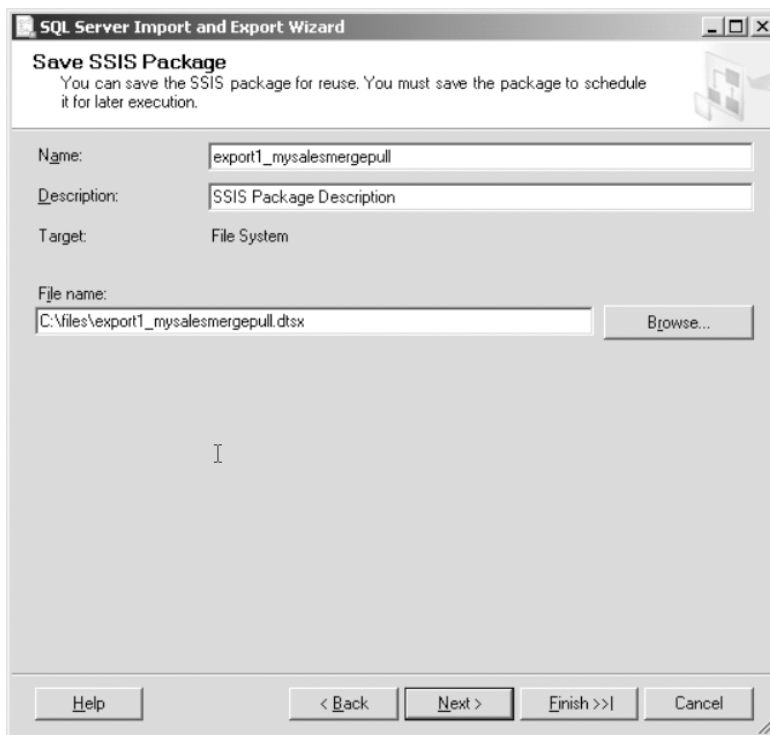 SQL Server Import and Export Wizard
Save SSIS Package
You can save the SSIS package for reuse. You must save the package to schedule
it for later execution.
Name: export1_mysalesmergepull
Description: SSIS Package Description
Target: File System
File name:
C:\files\export1_mysalesmergepull.dtsx Browse...
Help < Back Next > Finish >>| Cancel